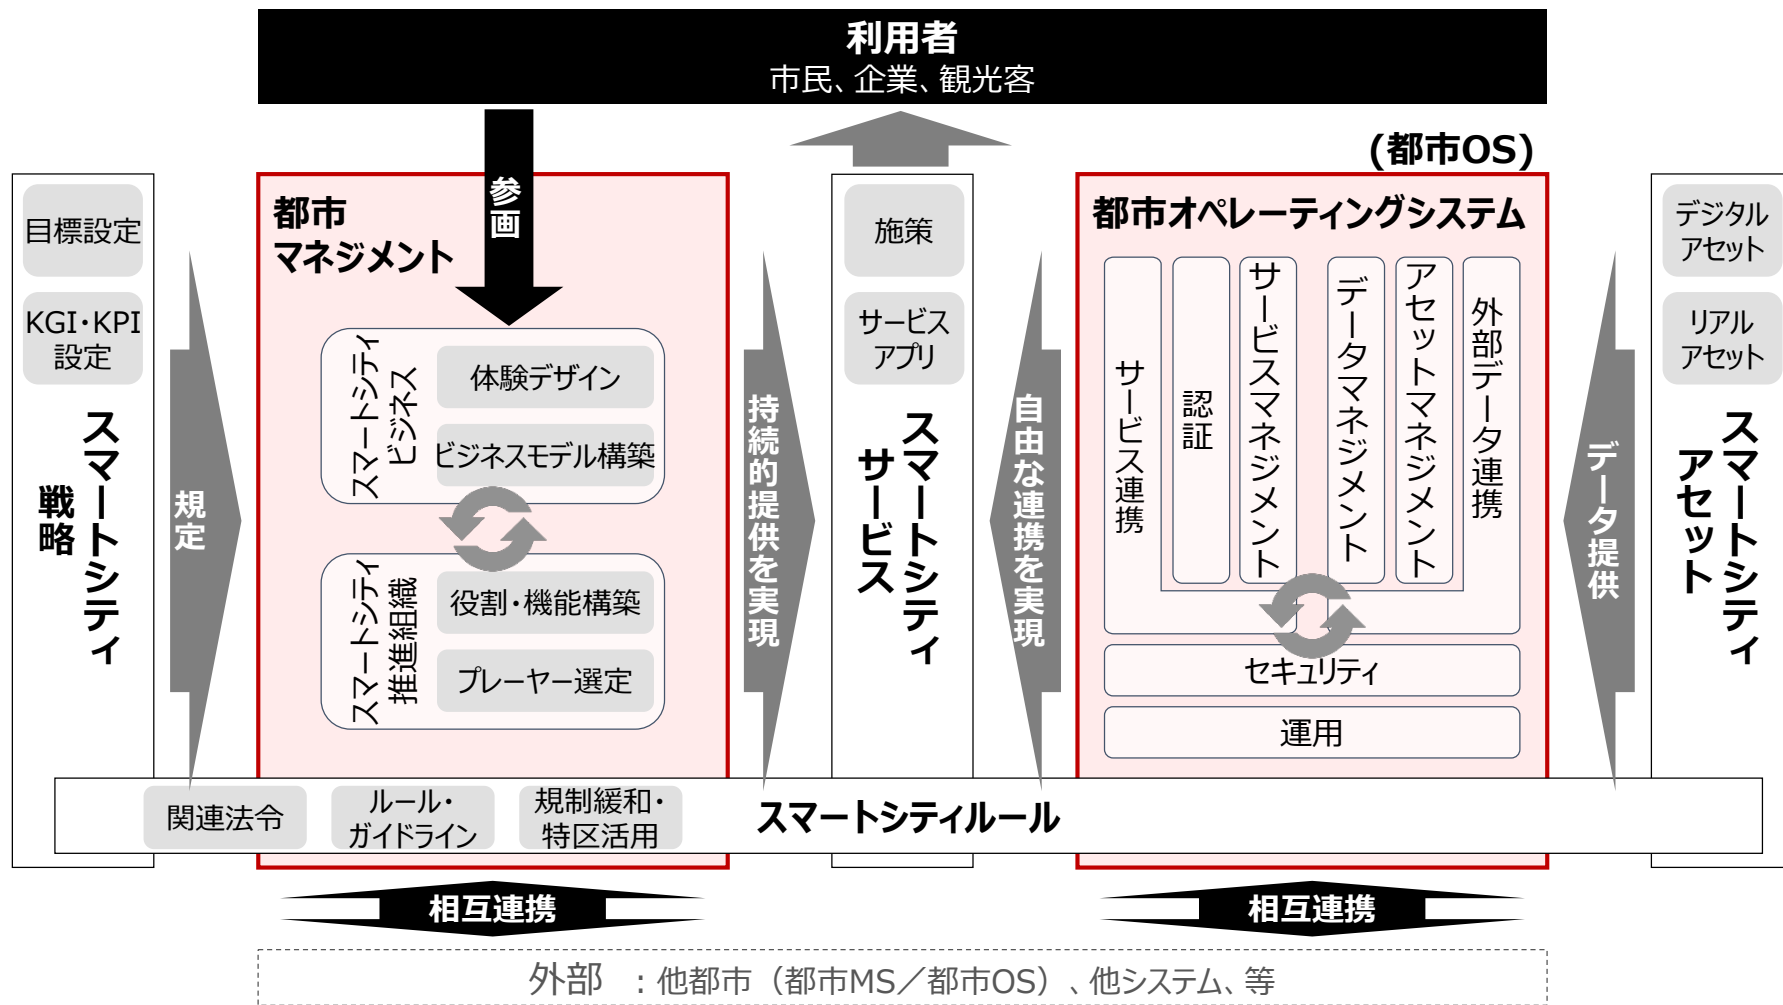 利用者
市民、企業、観光客
(都市OS)
目標設定
KGI・KPI
設定
スマートシティ
戦略
規定
参画
都市
マネジメント
スマートシティ
ビジネス
体験デザイン
ビジネスモデル構築
スマートシティ
推進組織
役割・機能構築
プレーヤー選定
持続的提供を実現
施策
サービス
アプリ
スマートシティ
サービス
自由な連携を実現
都市オペレーティングシステム
サービス連携
認証
サービスマネジメント
データマネジメント
アセットマネジメント
外部データ連携
セキュリティ
運用
データ提供
デジタル
アセット
リアル
アセット
スマートシティ
アセット
関連法令
ルール・
ガイドライン
規制緩和・
特区活用
スマートシティルール
相互連携
相互連携
外部　：他都市（都市MS／都市OS）、他システム、等